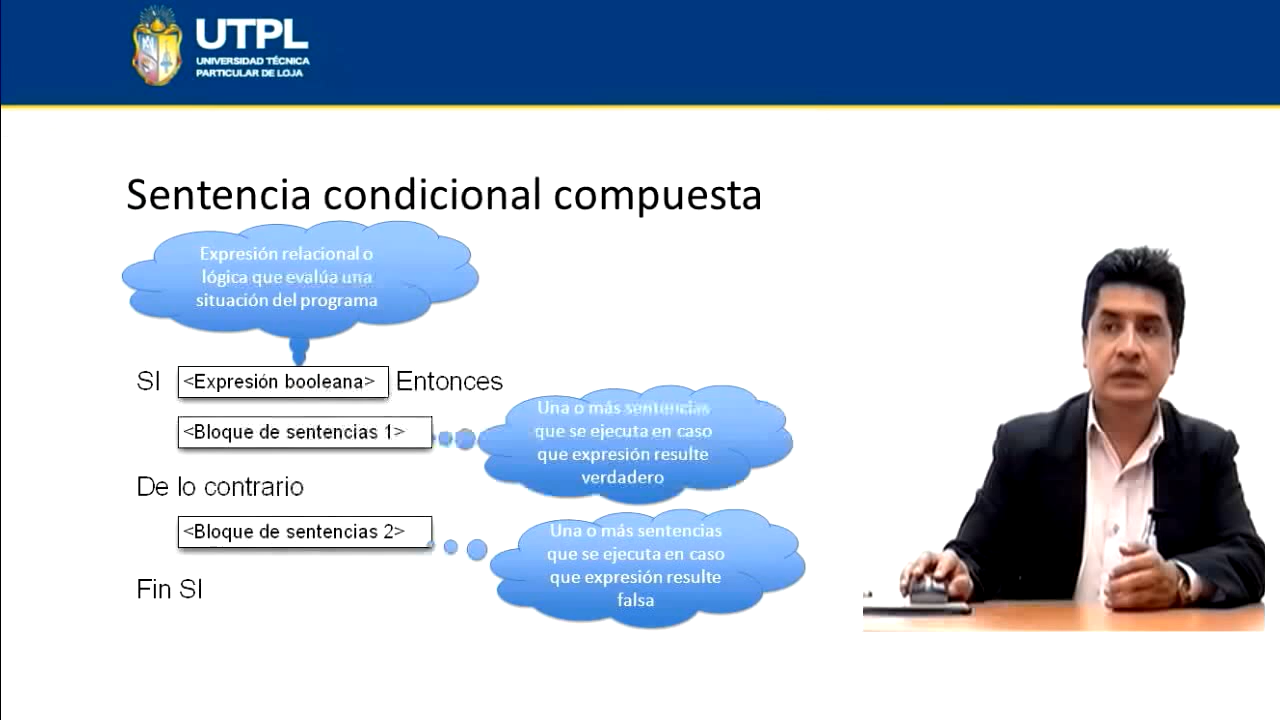 UTPL
UNIVERSIDAD TÉCNICA
PARTICULAR DE LOJA
Sentencia condicional compuesta
Expresión relacional o
lógica que evalúa una
situación del programa
SI <Expresión booleana> Entonces
<Bloque de sentencias 1>
Una o más sentencias
que se ejecuta en caso
que expresión resulte
verdadero
De lo contrario
<Bloque de sentencias 2>
Una o más sentencias
que se ejecuta en caso
que expresión resulte
falsa
Fin SI